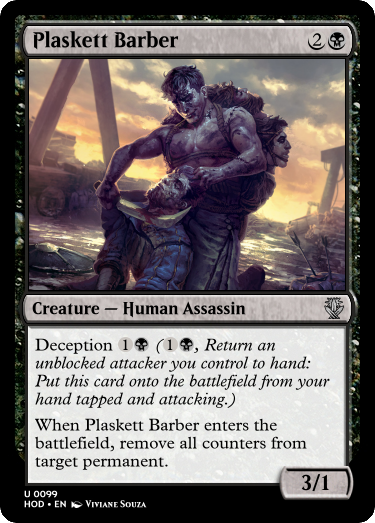 Plaskett Barber 2
Creature — Human Assassin
Deception 1 (1, Return an
unblocked attacker you control to hand:
Put this card onto the battlefield from your
hand tapped and attacking.)
When Plaskett Barber enters the
battlefield, remove all counters from
target permanent.
3/1
U 0099
HOD • EN Viviane Souza